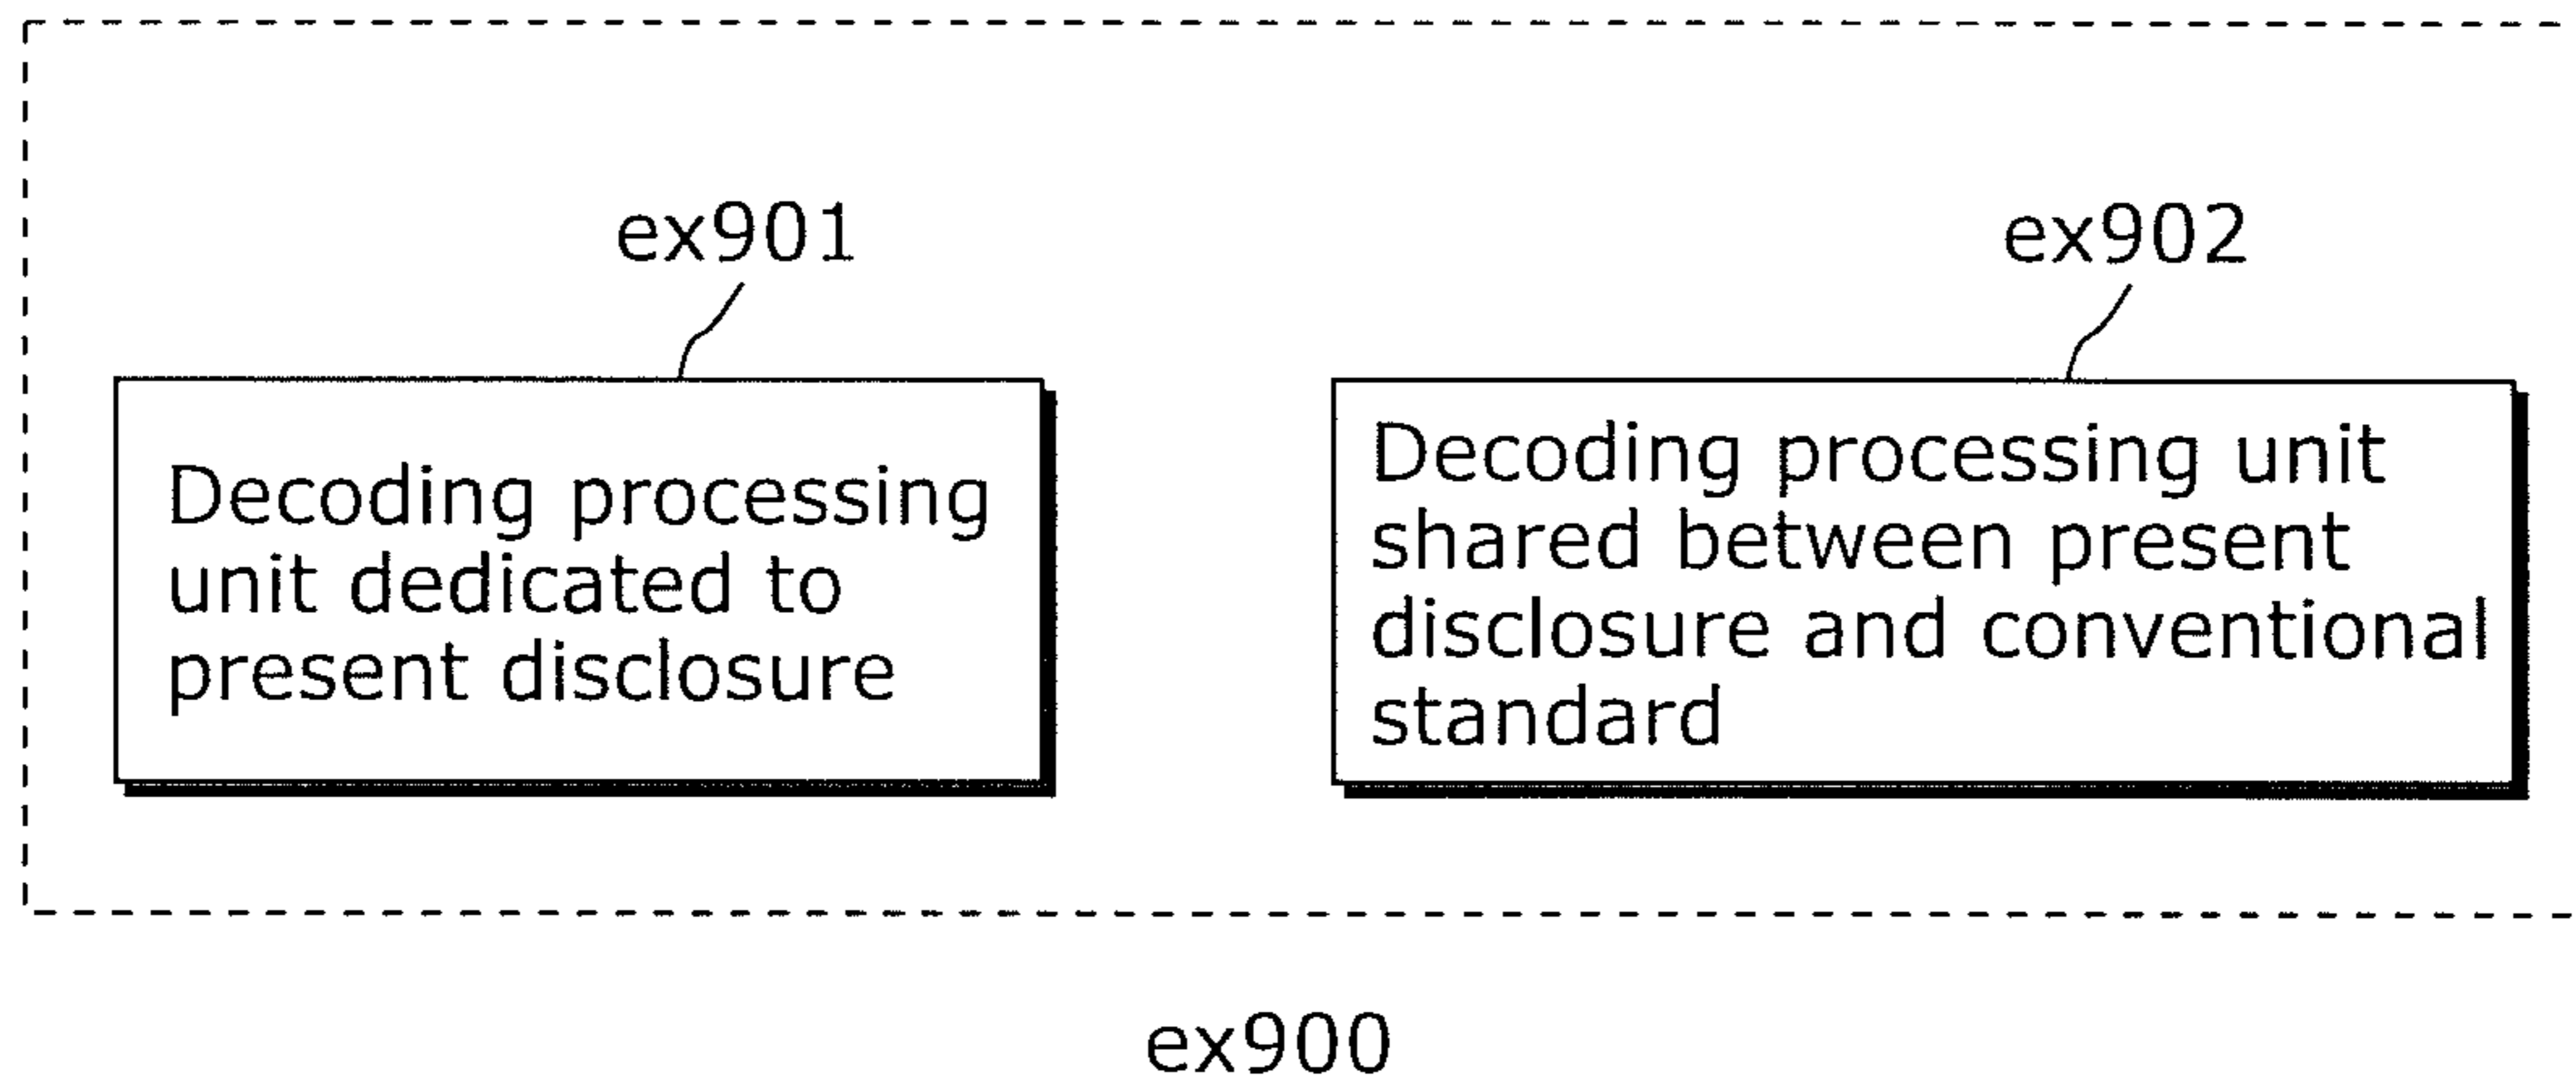 ex901
Decoding processing
unit dedicated to
present disclosure
ex902
Decoding processing unit
shared between present
disclosure and conventional
standard
ex900